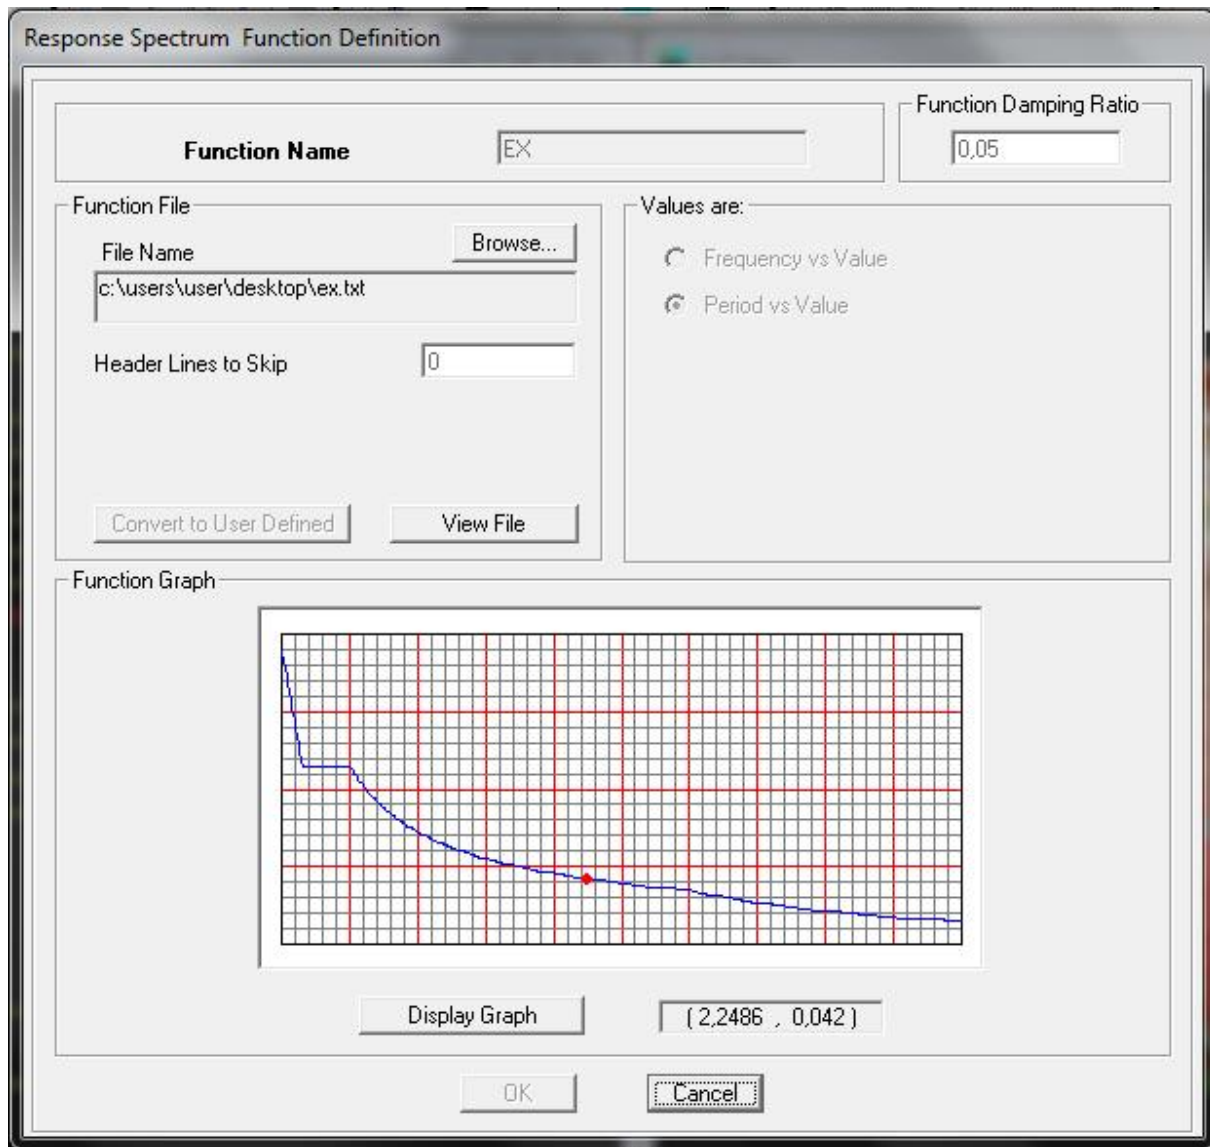 Response Spectrum Function Definition
Function Damping Ratio
Function Name
EX
0,05
Function File
Values are:
File Name
Browse...
Frequency vs Value
c:\users\user\desktop\ex.txt
Period vs Value
Header Lines to Skip
0
Convert to User Defined
View File
Function Graph
Display Graph
( 2,2486 , 0,042 )
OK
Cancel